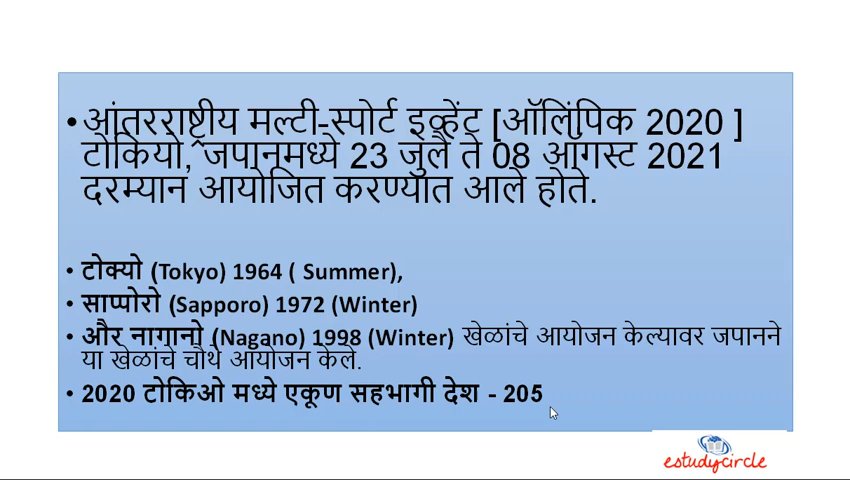 • आंतरराष्ट्रीय मल्टी-स्पोर्ट इव्हेंट [ऑलिंपिक 2020 ]
टोकियो, जपानमध्ये 23 जुलै ते 08 ऑगस्ट 2021
दरम्यान आयोजित करण्यात आले होते.
• टोक्यो (Tokyo) 1964 ( Summer),
• साप्पोरो (Sapporo) 1972 (Winter)
• और नागानो (Nagano) 1998 (Winter) खेळांचे आयोजन केल्यावर जपानने
या खेळांचे चौथे आयोजन केले.
• 2020 टोकिओ मध्ये एकूण सहभागी देश - 205
estudycircle